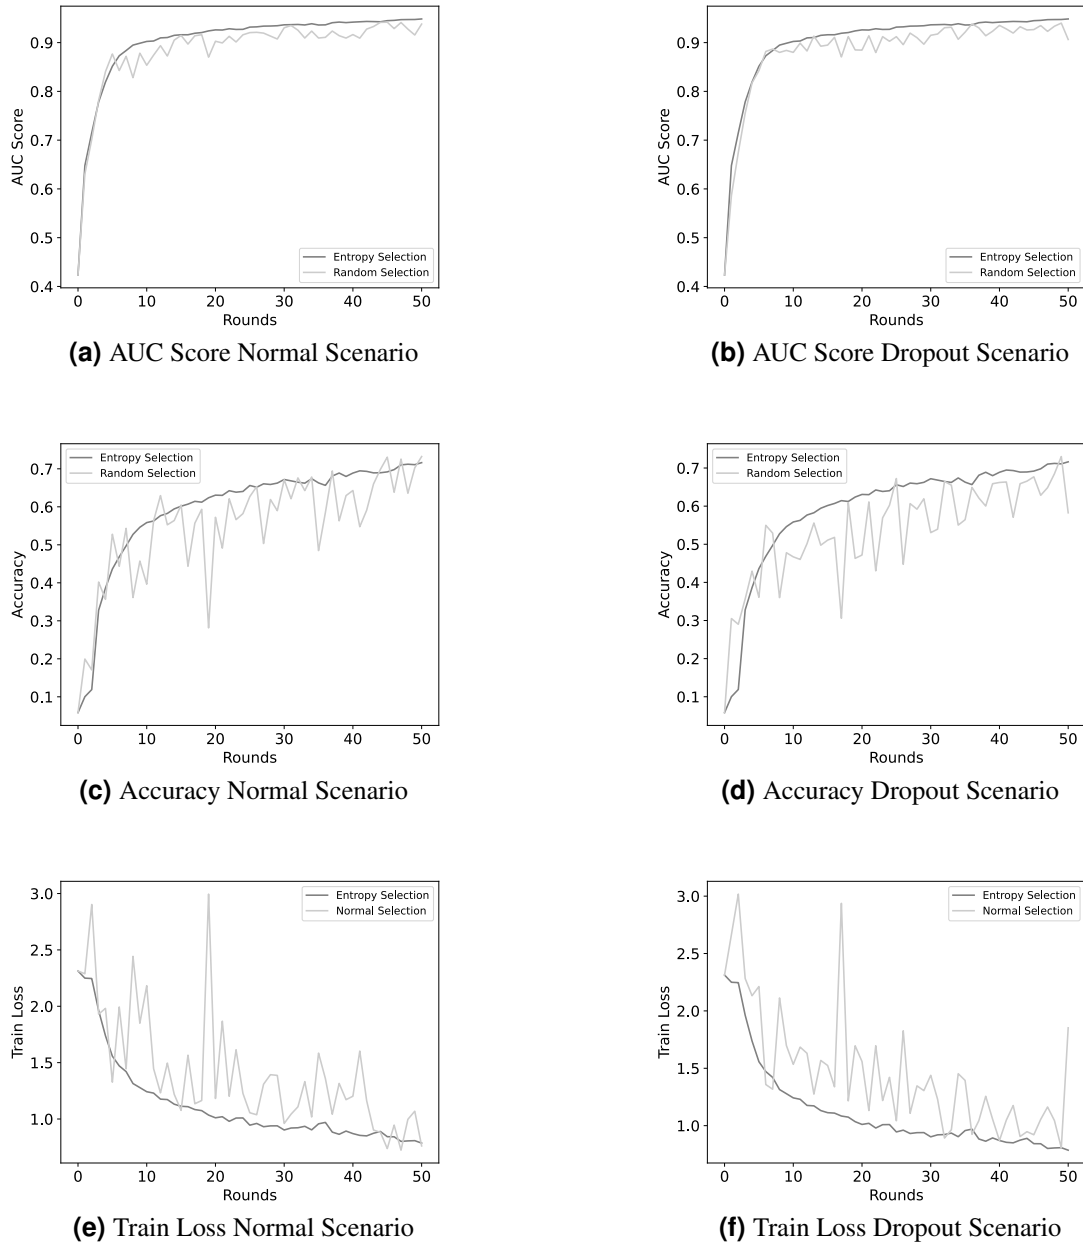 AUC Score
0.9
0.8
0.7
0.6
0.5
0.4
0 10 20 30 40 50
Rounds
Entropy Selection
Random Selection
(a) AUC Score Normal Scenario
AUC Score
0.9
0.8
0.7
0.6
0.5
0.4
0 10 20 30 40 50
Rounds
Entropy Selection
Random Selection
(b) AUC Score Dropout Scenario
Accuracy
0.7
0.6
0.5
0.4
0.3
0.2
0.1
0 10 20 30 40 50
Rounds
Entropy Selection
Random Selection
(c) Accuracy Normal Scenario
Accuracy
0.7
0.6
0.5
0.4
0.3
0.2
0.1
0 10 20 30 40 50
Rounds
Entropy Selection
Random Selection
(d) Accuracy Dropout Scenario
Train Loss
3.0
2.5
2.0
1.5
1.0
0 10 20 30 40 50
Rounds
Entropy Selection
Normal Selection
(e) Train Loss Normal Scenario
Train Loss
3.0
2.5
2.0
1.5
1.0
0 10 20 30 40 50
Rounds
Entropy Selection
Normal Selection
(f) Train Loss Dropout Scenario